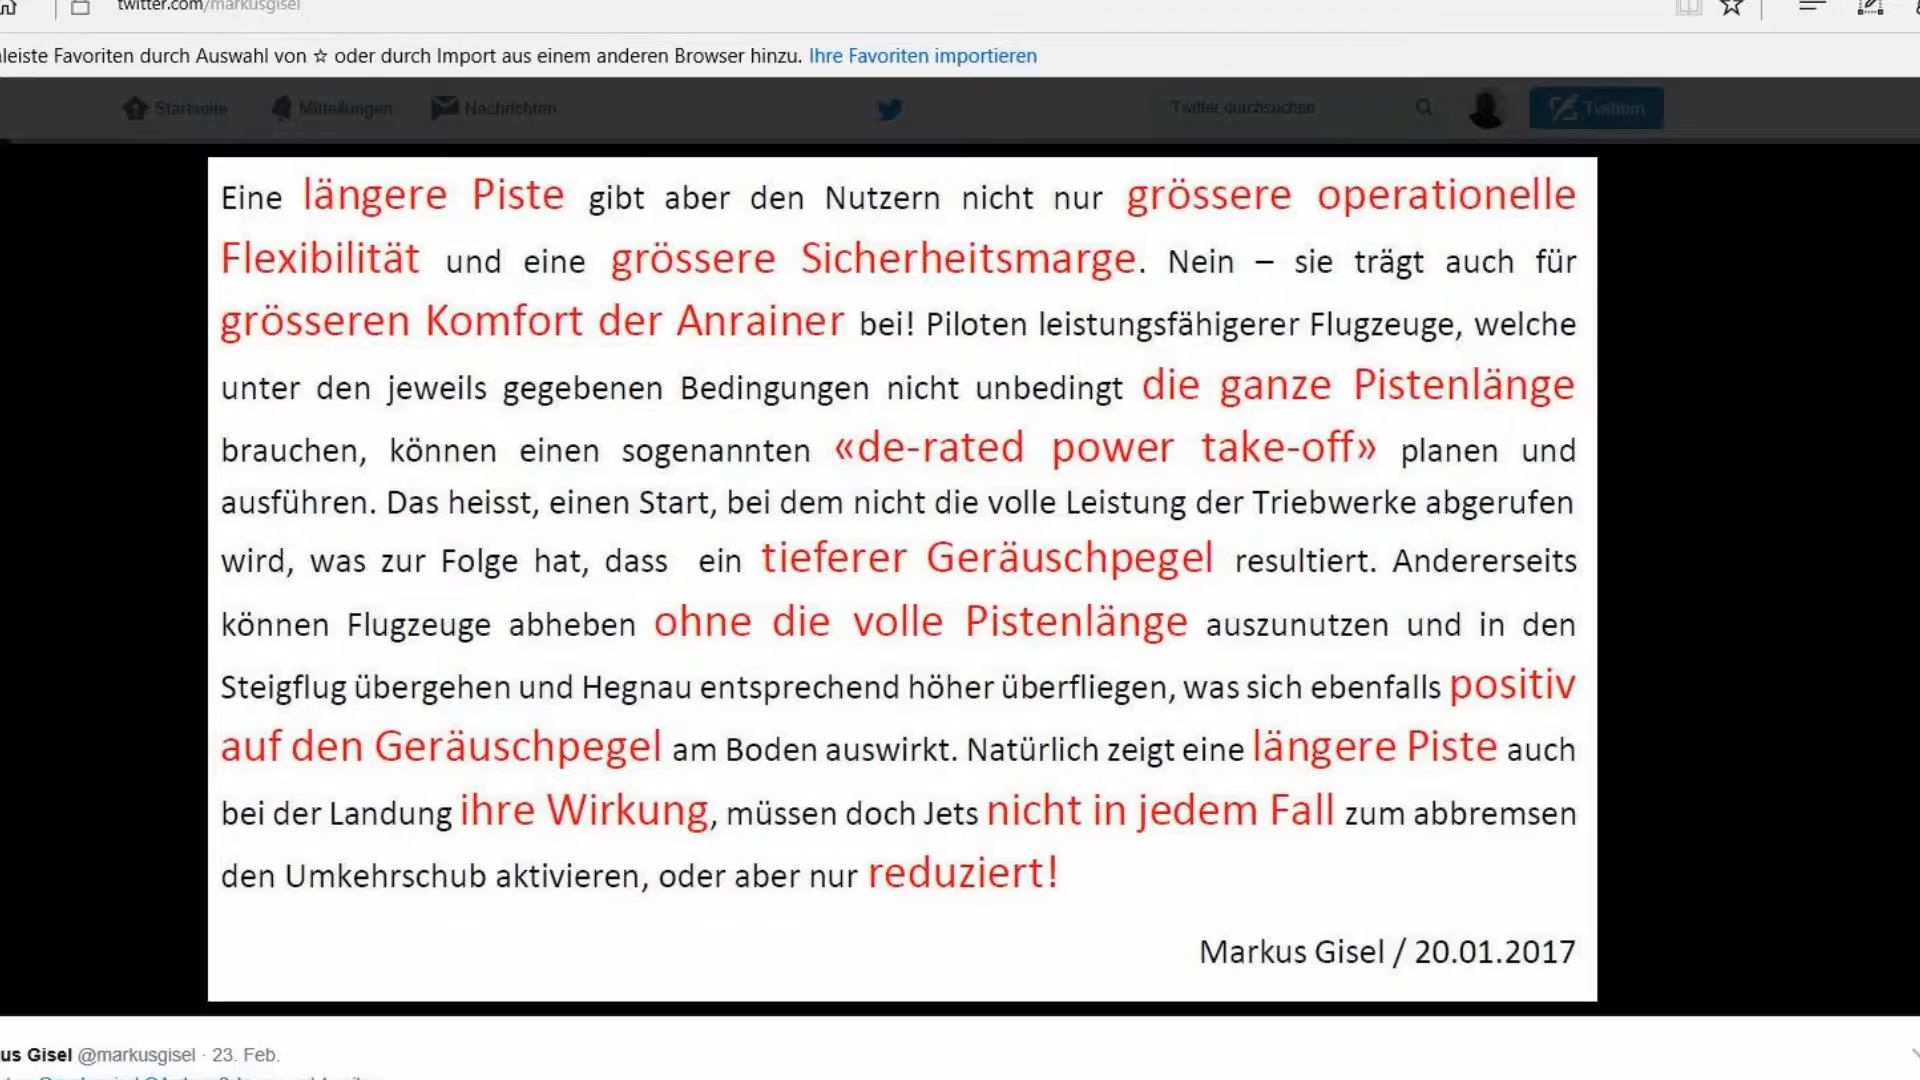 twitter.com/markusgisel
leiste Favoriten durch Auswahl von ☆ oder durch Import aus einem anderen Browser hinzu. Ihre Favoriten importieren
Startseite Mitteilungen Nachrichten Twitter durchsuchen Twittern
Eine längere Piste gibt aber den Nutzern nicht nur grössere operationelle
Flexibilität und eine grössere Sicherheitsmarge. Nein – sie trägt auch für
grösseren Komfort der Anrainer bei! Piloten leistungsfähigerer Flugzeuge, welche
unter den jeweils gegebenen Bedingungen nicht unbedingt die ganze Pistenlänge
brauchen, können einen sogenannten «de-rated power take-off» planen und
ausführen. Das heisst, einen Start, bei dem nicht die volle Leistung der Triebwerke abgerufen
wird, was zur Folge hat, dass ein tieferer Geräuschpegel resultiert. Andererseits
können Flugzeuge abheben ohne die volle Pistenlänge auszunutzen und in den
Steigflug übergehen und Hegnau entsprechend höher überfliegen, was sich ebenfalls positiv
auf den Geräuschpegel am Boden auswirkt. Natürlich zeigt eine längere Piste auch
bei der Landung ihre Wirkung, müssen doch Jets nicht in jedem Fall zum abbremsen
den Umkehrschub aktivieren, oder aber nur reduziert!
Markus Gisel / 20.01.2017
us Gisel @markusgisel · 23. Feb.